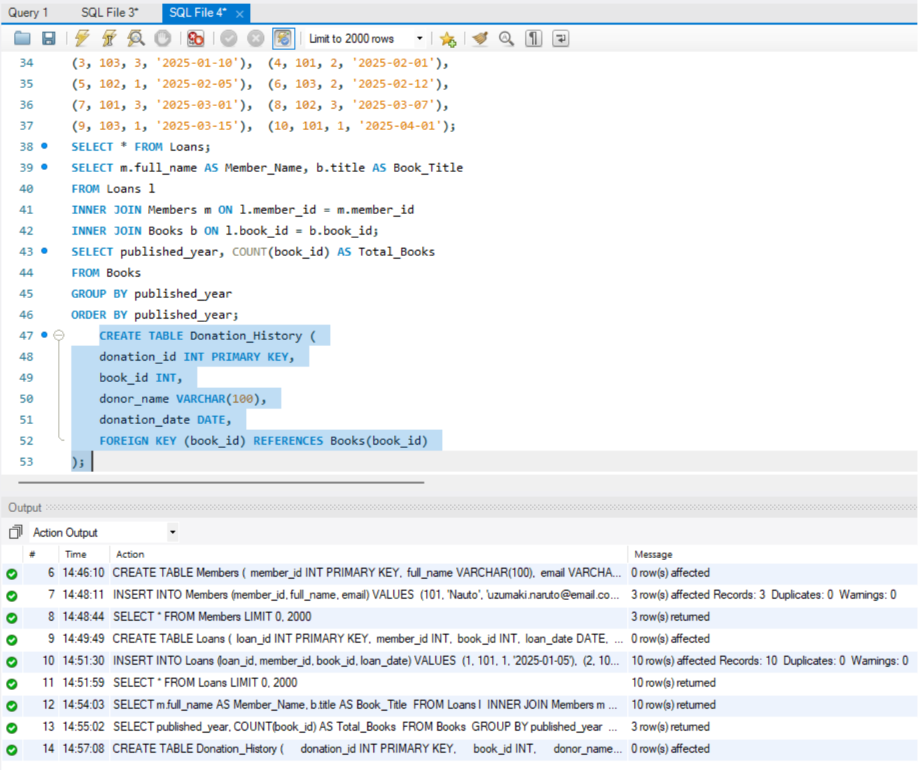 Query 1 SQL File 3* SQL File 4*
Limit to 2000 rows
34 (3, 103, 3, '2025-01-10'), (4, 101, 2, '2025-02-01'),
35 (5, 102, 1, '2025-02-05'), (6, 103, 2, '2025-02-12'),
36 (7, 101, 3, '2025-03-01'), (8, 102, 3, '2025-03-07'),
37 (9, 103, 1, '2025-03-15'), (10, 101, 1, '2025-04-01');
38 SELECT * FROM Loans;
39 SELECT m.full_name AS Member_Name, b.title AS Book_Title
40 FROM Loans l
41 INNER JOIN Members m ON l.member_id = m.member_id
42 INNER JOIN Books b ON l.book_id = b.book_id;
43 SELECT published_year, COUNT(book_id) AS Total_Books
44 FROM Books
45 GROUP BY published_year
46 ORDER BY published_year;
47 CREATE TABLE Donation_History (
48 donation_id INT PRIMARY KEY,
49 book_id INT,
50 donor_name VARCHAR(100),
51 donation_date DATE,
52 FOREIGN KEY (book_id) REFERENCES Books(book_id)
53 );
Output
Action Output
# Time Action Message
6 14:46:10 CREATE TABLE Members ( member_id INT PRIMARY KEY, full_name VARCHAR(100), email VARCHA... 0 row(s) affected
7 14:48:11 INSERT INTO Members (member_id, full_name, email) VALUES (101, 'Nauto', 'uzumaki.naruto@email.co... 3 row(s) affected Records: 3 Duplicates: 0 Warnings: 0
8 14:48:44 SELECT * FROM Members LIMIT 0, 2000 3 row(s) returned
9 14:49:49 CREATE TABLE Loans ( loan_id INT PRIMARY KEY, member_id INT, book_id INT, loan_date DATE, ... 0 row(s) affected
10 14:51:30 INSERT INTO Loans (loan_id, member_id, book_id, loan_date) VALUES (1, 101, 1, '2025-01-05'), (2, 10... 10 row(s) affected Records: 10 Duplicates: 0 Warnings: 0
11 14:51:59 SELECT * FROM Loans LIMIT 0, 2000 10 row(s) returned
12 14:54:03 SELECT m.full_name AS Member_Name, b.title AS Book_Title FROM Loans l INNER JOIN Members m ... 10 row(s) returned
13 14:55:02 SELECT published_year, COUNT(book_id) AS Total_Books FROM Books GROUP BY published_year ... 3 row(s) returned
14 14:57:08 CREATE TABLE Donation_History ( donation_id INT PRIMARY KEY, book_id INT, donor_name... 0 row(s) affected